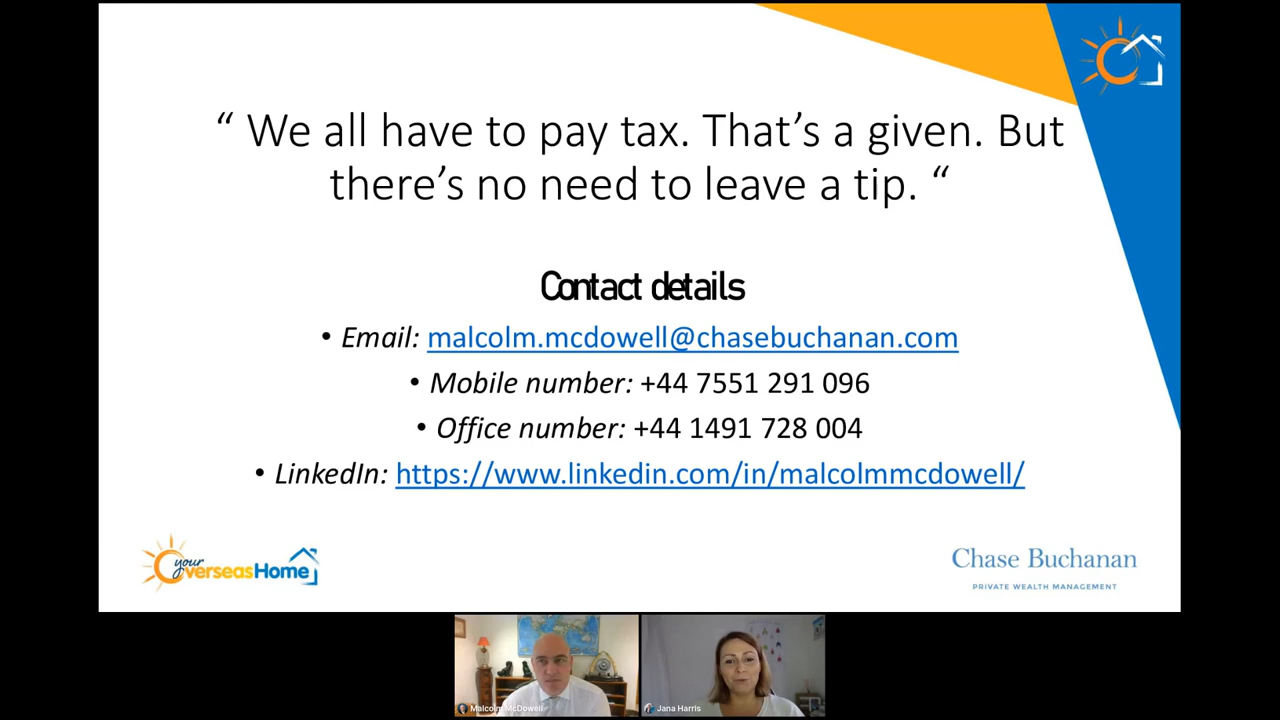 “ We all have to pay tax. That’s a given. But
there’s no need to leave a tip. “
Contact details
• Email: malcolm.mcdowell@chasebuchanan.com
• Mobile number: +44 7551 291 096
• Office number: +44 1491 728 004
• LinkedIn: https://www.linkedin.com/in/malcolmmcdowell/
your
OverseasHome
Chase Buchanan
PRIVATE WEALTH MANAGEMENT
Malcolm McDowell
Jana Harris